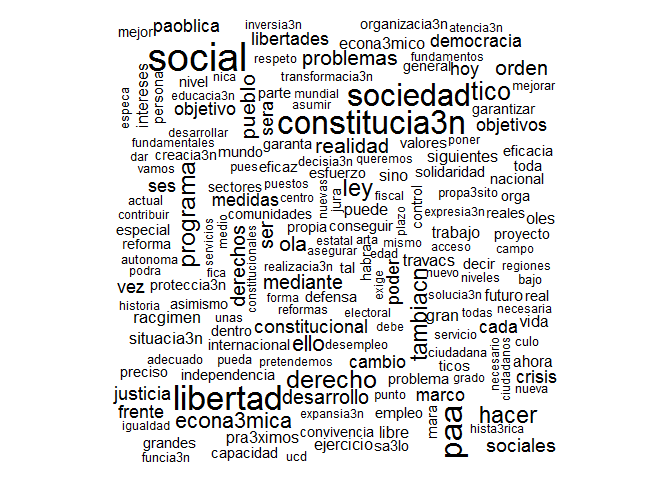 mejor paoblica inversia3n organizacia3n atencia3n
libertades econa3mico democracia
social respeto problemas fundamentos
nivel nica transformacia3n general hoy orden
especa intereses persona educacia3n pueblo parte mundial sociedad tico mejorar
objetivo sera asumir garantizar
desarrollar constitucia3n objetivos
fundamentales garanta realidad valores poner
dar creacia3n mundo decisia3n queremos siguientes eficacia
vamos pues eficaz esfuerzo sino solidaridad toda
ses sectores puestos ley fiscal propa3sito nacional
actual programa medidas centro nuevas jura plazo control orga
contribuir comunidades puede expresia3n reales oles
especial servicios derechos ser propia conseguir trabajo proyecto
reforma medio constitucionales ola estatal arta mismo acceso campo
autonoma asegurar edad travacs decir regiones
podra fica realizacia3n tal habra poder nuevo niveles bajo
vez proteccia3n mediante exige solucia3n futuro real
historia asimismo forma defensa tambiacn gran todas necesaria
racgimen unas reformas electoral cada vida
situacia3n dentro constitucional debe servicio
internacional ello desempleo ciudadana necesario ciudadanos culo
adecuado pueda pretendemos cambio ticos ahora
preciso independencia derecho problema grado crisis
justicia libertad desarrollo punto marco nueva
frente econa3mica expansia3n empleo mara paa hacer
igualdad pra3ximos convivencia libre hista3rica
grandes ejercicio sa3lo sociales
funcia3n capacidad ucd